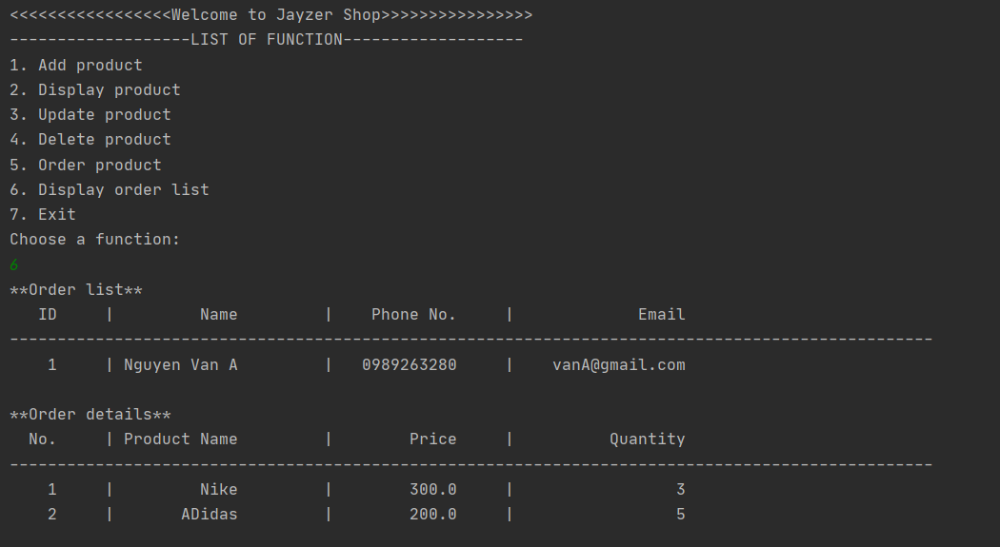 <<<<<<<<<<<<<<<<<Welcome to Jayzer Shop>>>>>>>>>>>>>>>>
-------------------LIST OF FUNCTION-------------------
1. Add product
2. Display product
3. Update product
4. Delete product
5. Order product
6. Display order list
7. Exit
Choose a function:
6
**Order list**
   ID     |         Name         |    Phone No.     |             Email
-------------------------------------------------------------------------------------------------
    1     | Nguyen Van A         |   0989263280     |    vanA@gmail.com
**Order details**
  No.     | Product Name         |        Price     |          Quantity
-------------------------------------------------------------------------------------------------
    1     |         Nike         |        300.0     |                 3
    2     |       ADidas         |        200.0     |                 5